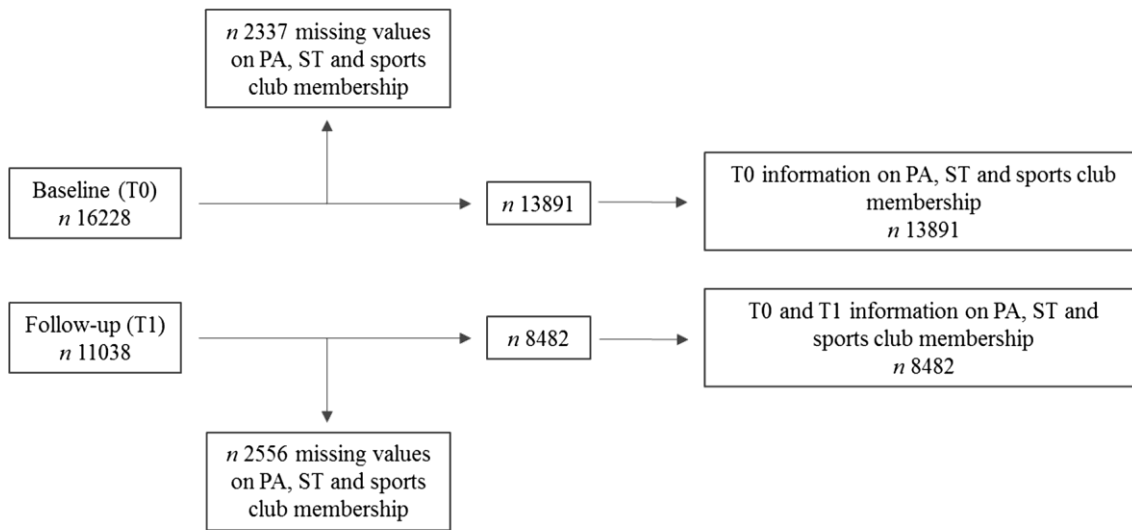 n 2337 missing values
on PA, ST and sports
club membership
Baseline (T0)
n 16228
n 13891
T0 information on PA, ST and sports club
membership
n 13891
Follow-up (T1)
n 11038
n 8482
T0 and T1 information on PA, ST and
sports club membership
n 8482
n 2556 missing values
on PA, ST and sports
club membership